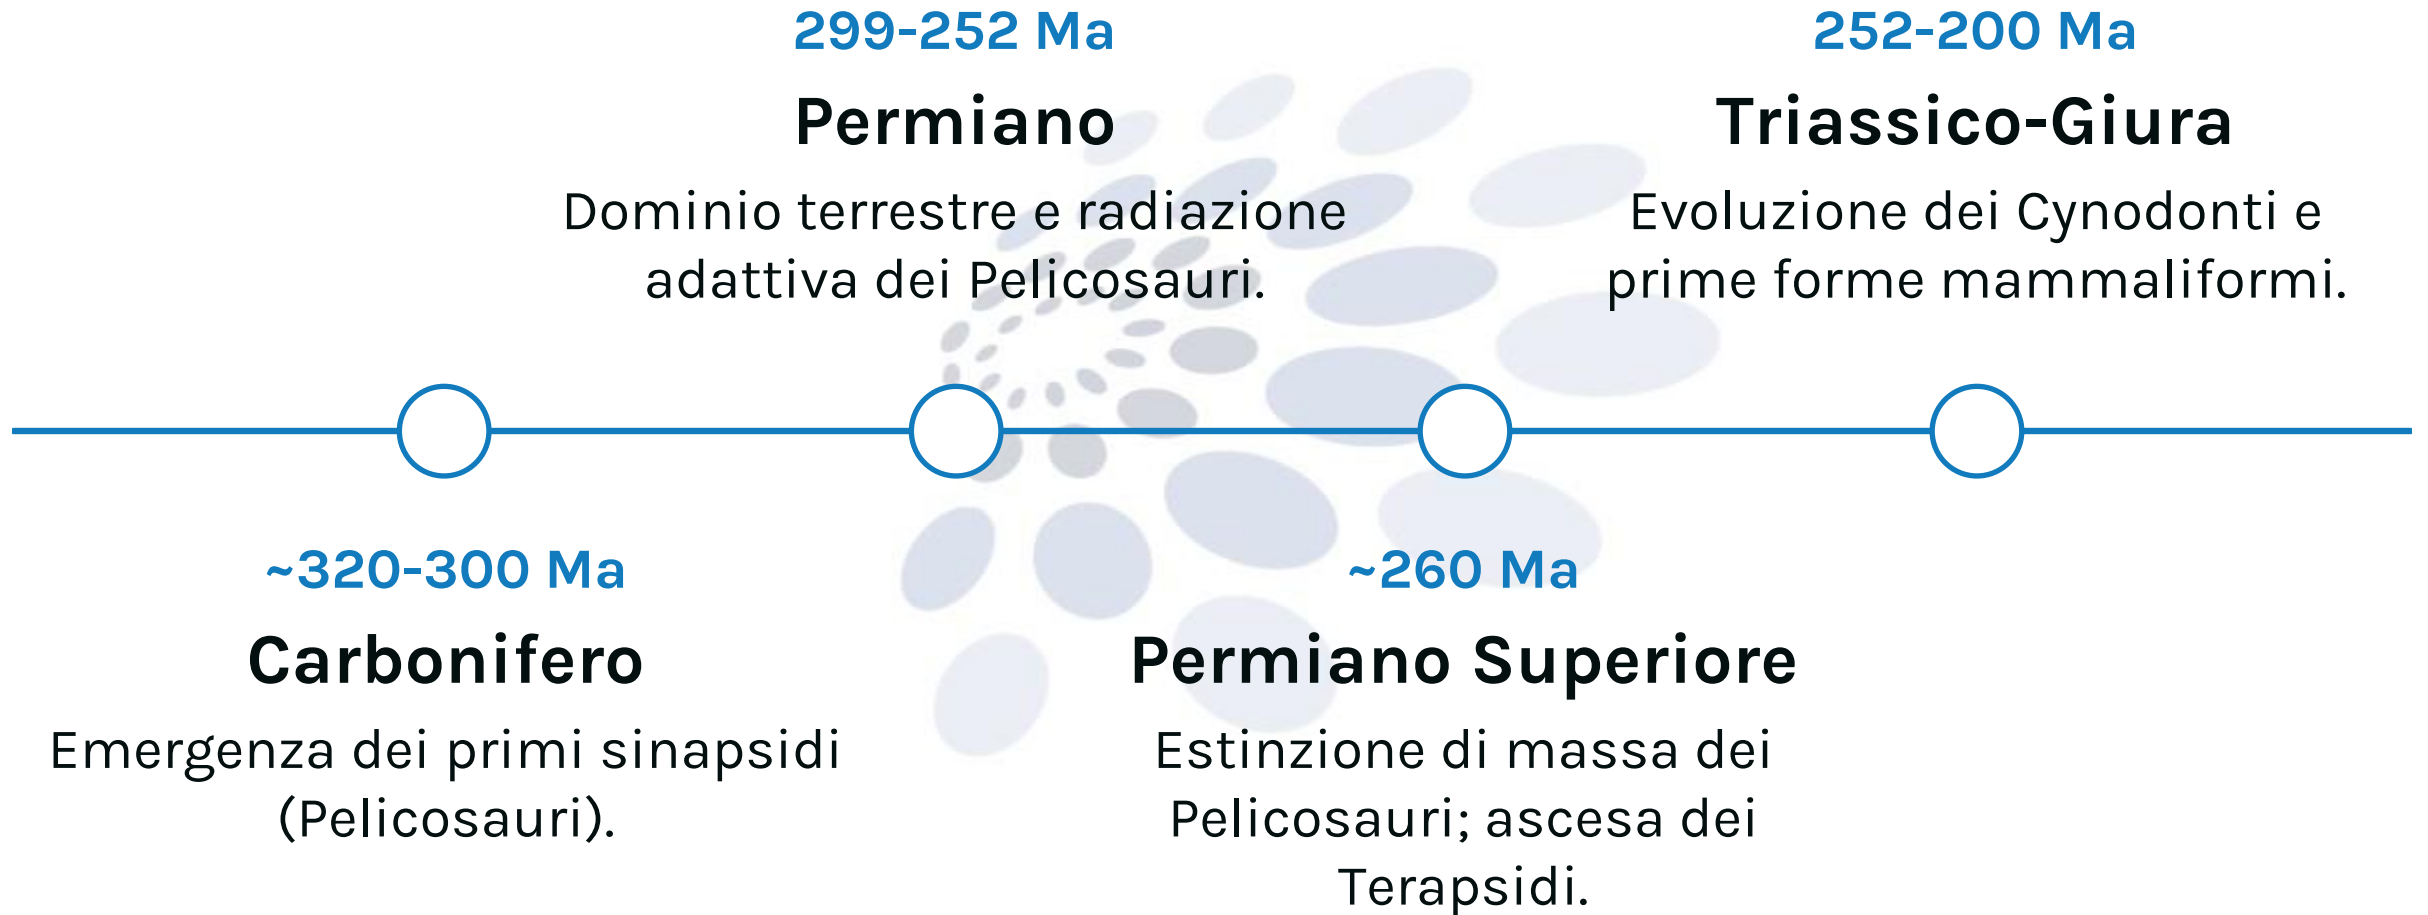 299-252 Ma
Permiano
Dominio terrestre e radiazione
adattiva dei Pelicosauri.
252-200 Ma
Triassico-Giura
Evoluzione dei Cynodonti e
prime forme mammaliformi.
~320-300 Ma
Carbonifero
Emergenza dei primi sinapsidi
(Pelicosauri).
~260 Ma
Permiano Superiore
Estinzione di massa dei
Pelicosauri; ascesa dei
Terapsidi.